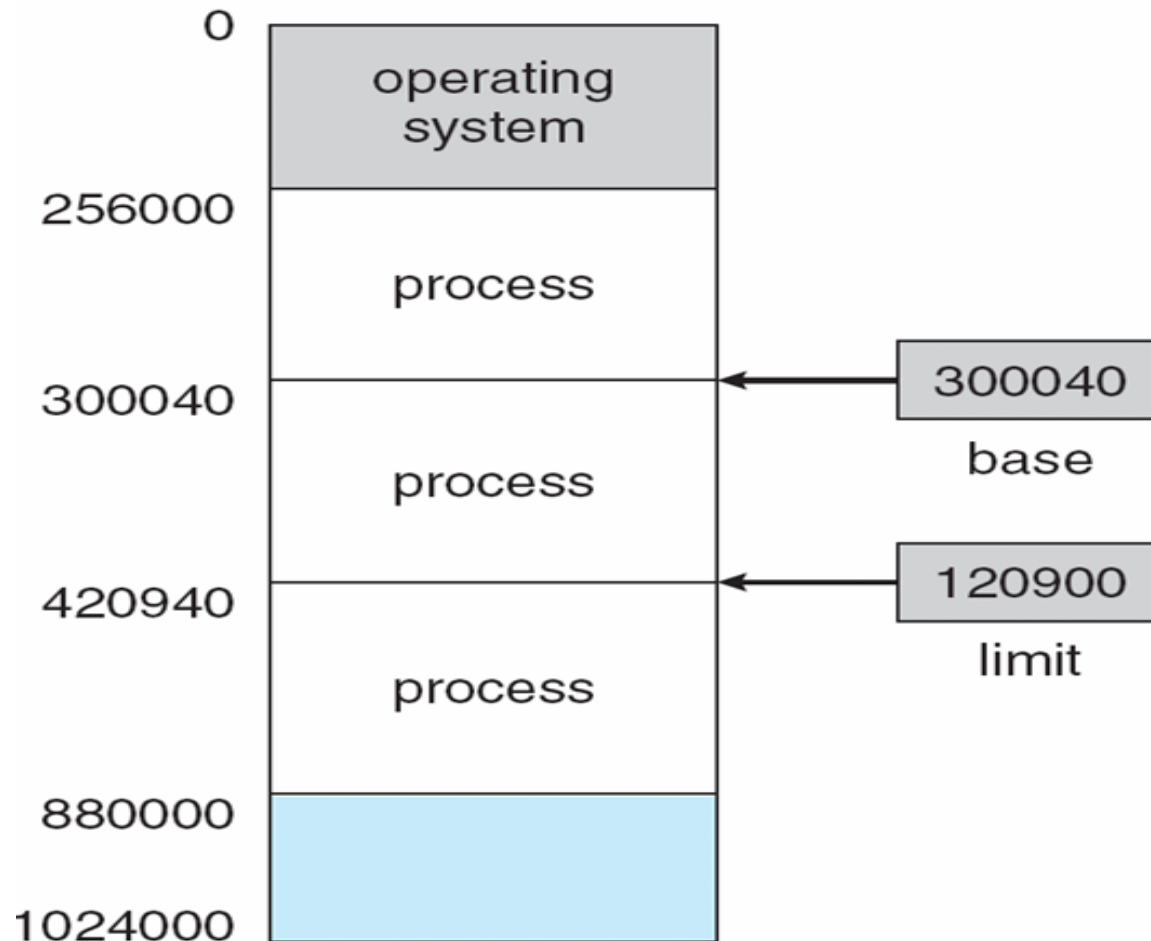 0
operating
system
256000
process
300040
300040
base
process
420940
120900
limit
process
880000
1024000